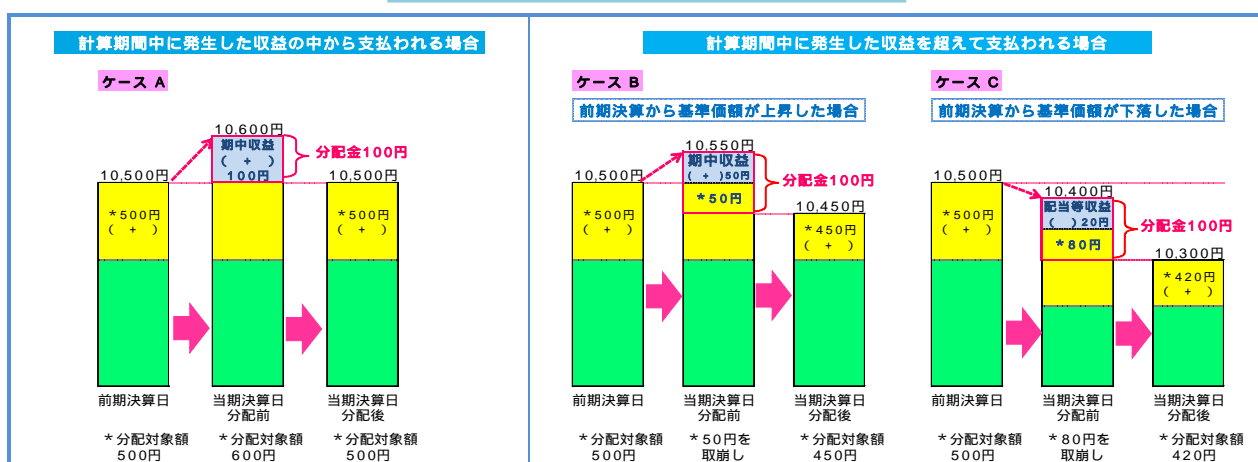 計算期間中に発生した収益の中から支払われる場合
ケース A
10,500円
*500円
( + )
10,600円
期中収益
( + )
100円
分配金100円
10,500円
*500円
( + )
前期決算日
当期決算日
分配前
当期決算日
分配後
*分配対象額
500円
*分配対象額
600円
*分配対象額
500円
計算期間中に発生した収益を超えて支払われる場合
ケース B
前期決算から基準価額が上昇した場合
10,500円
*500円
( + )
10,550円
期中収益
( + )50円
*50円
分配金100円
10,450円
*450円
( + )
前期決算日
当期決算日
分配前
当期決算日
分配後
*分配対象額
500円
*50円を
取崩し
*分配対象額
450円
ケース C
前期決算から基準価額が下落した場合
10,500円
*500円
( + )
10,400円
配当等収益
( )20円
*80円
分配金100円
10,300円
*420円
( + )
前期決算日
当期決算日
分配前
当期決算日
分配後
*分配対象額
500円
*80円を
取崩し
*分配対象額
420円